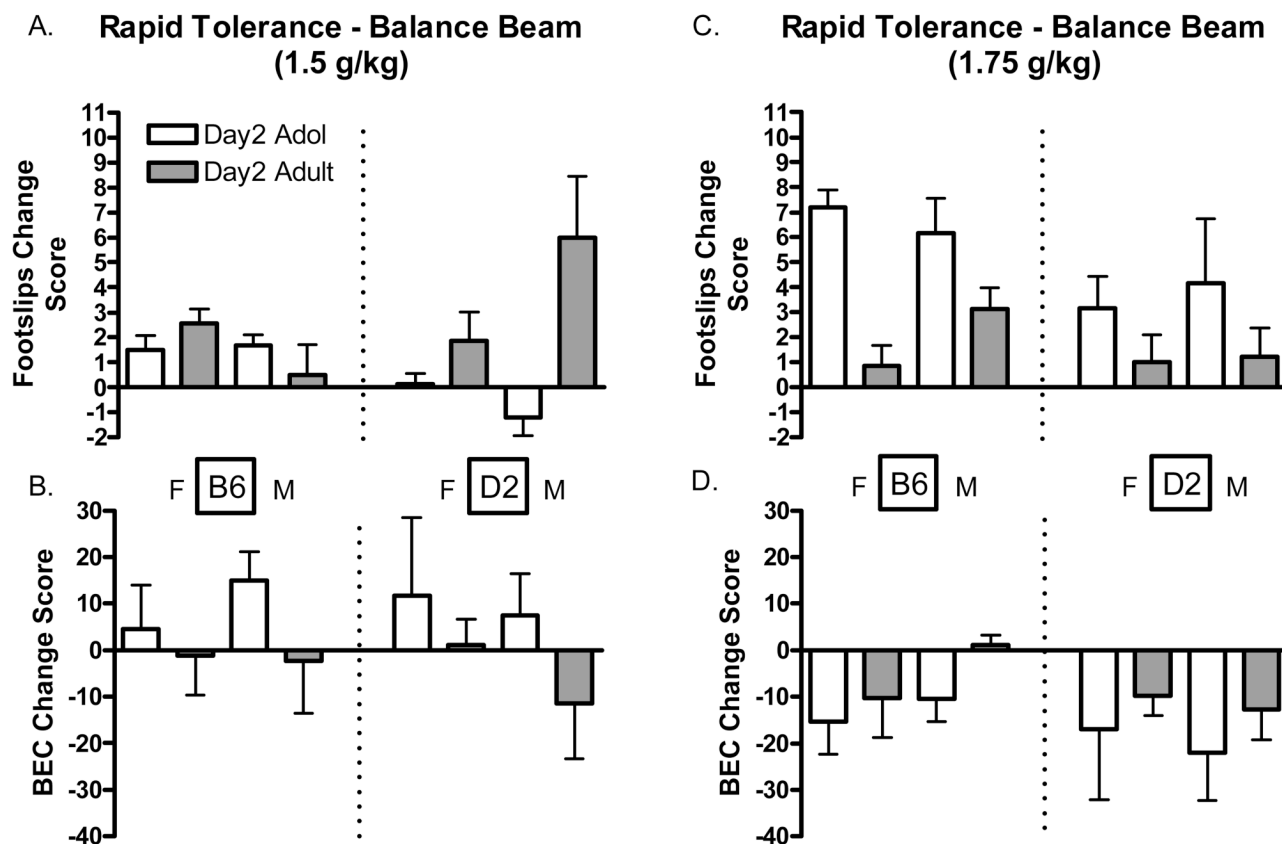 A. Rapid Tolerance - Balance Beam
(1.5 g/kg)
Footslips Change
Score
11
10
9
8
7
6
5
4
3
2
1
0
-1
-2
Day2 Adol
Day2 Adult
F B6 M
D2 M
F
B.
BEC Change Score
30
20
10
0
-10
-20
-30
-40
C. Rapid Tolerance - Balance Beam
(1.75 g/kg)
Footslips Change
Score
11
10
9
8
7
6
5
4
3
2
1
0
-1
-2
F B6 M
F D2 M
D.
BEC Change Score
30
20
10
0
-10
-20
-30
-40